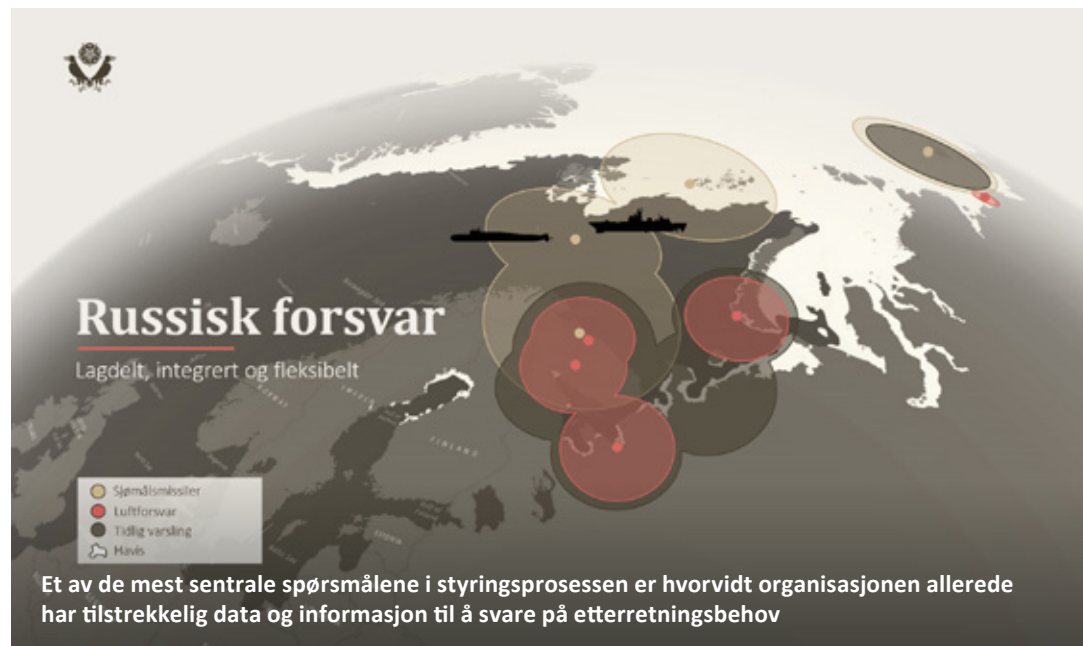 Russisk forsvar
Lagdelt, integrert og fleksibelt
FINLAND
Sjømålsmissiler
Luftforsvar
Tidlig varsling
Havis
Et av de mest sentrale spørsmålene i styringsprosessen er hvorvidt organisasjonen allerede
har tilstrekkelig data og informasjon til å svare på etterretningsbehov